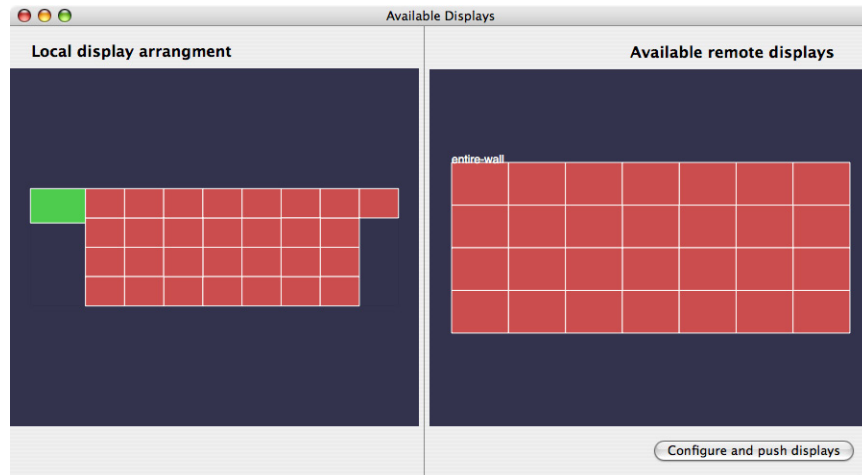 Available Displays
Local display arrangment
Available remote displays
entire-wall
Configure and push displays